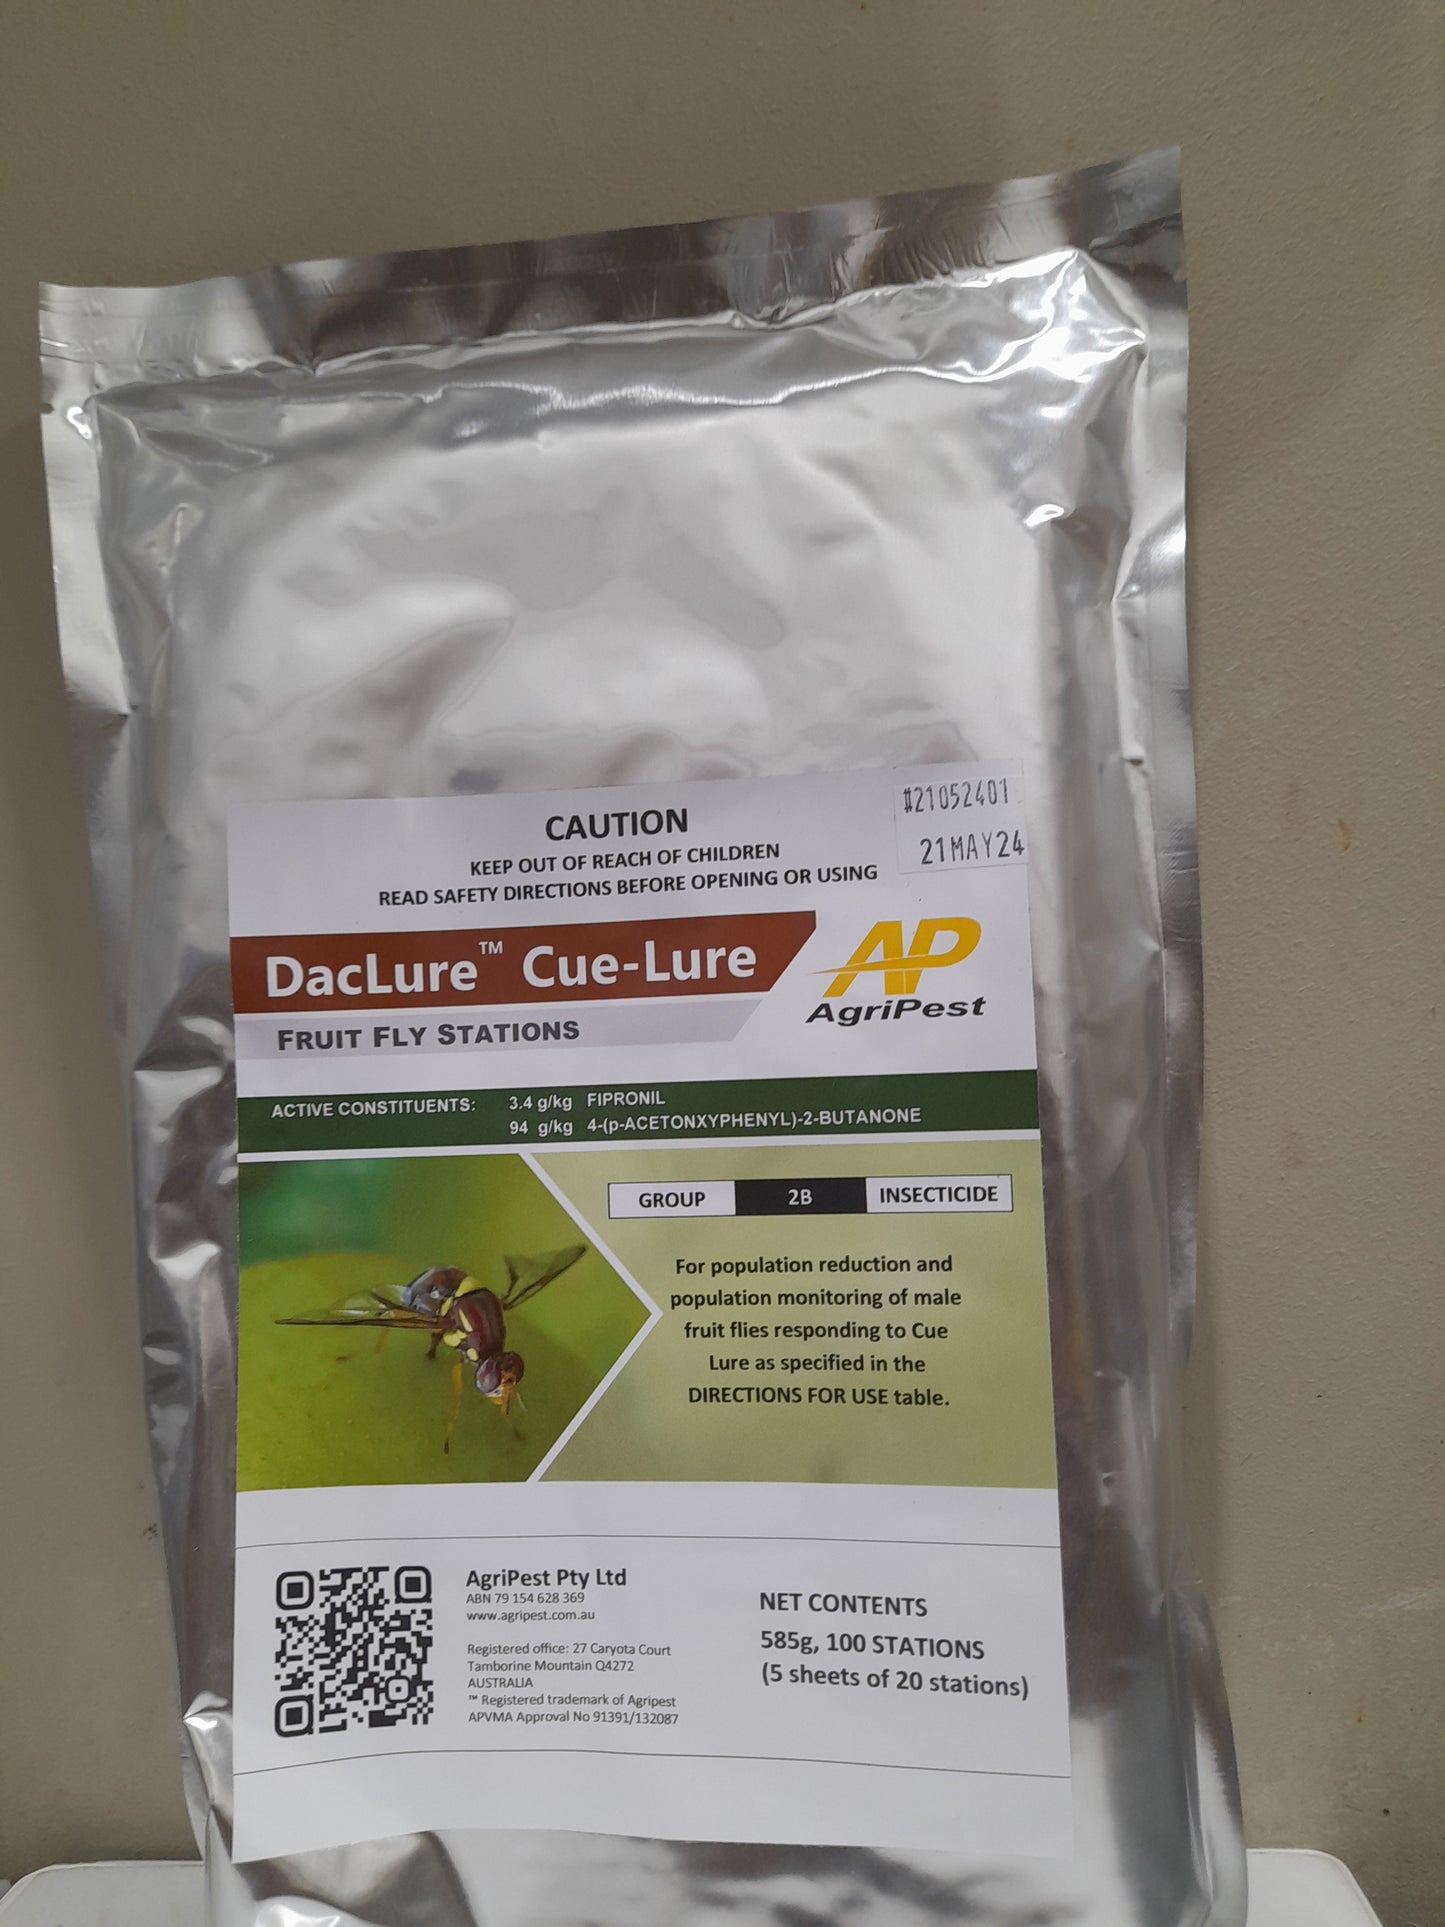 #21052401
21MAY24
CAUTION
KEEP OUT OF REACH OF CHILDREN
READ SAFETY DIRECTIONS BEFORE OPENING OR USING
DacLure™ Cue-Lure
FRUIT FLY STATIONS
AP
AgriPest
ACTIVE CONSTITUENTS: 3.4 g/kg FIPRONIL
94 g/kg 4-(p-ACETONXYPHENYL)-2-BUTANONE
GROUP 2B INSECTICIDE
For population reduction and
population monitoring of male
fruit flies responding to Cue
Lure as specified in the
DIRECTIONS FOR USE table.
AgriPest Pty Ltd
ABN 79 154 628 369
www.agripest.com.au
Registered office: 27 Caryota Court
Tamborine Mountain Q4272
AUSTRALIA
™ Registered trademark of Agripest
APVMA Approval No 91391/132087
NET CONTENTS
585g, 100 STATIONS
(5 sheets of 20 stations)